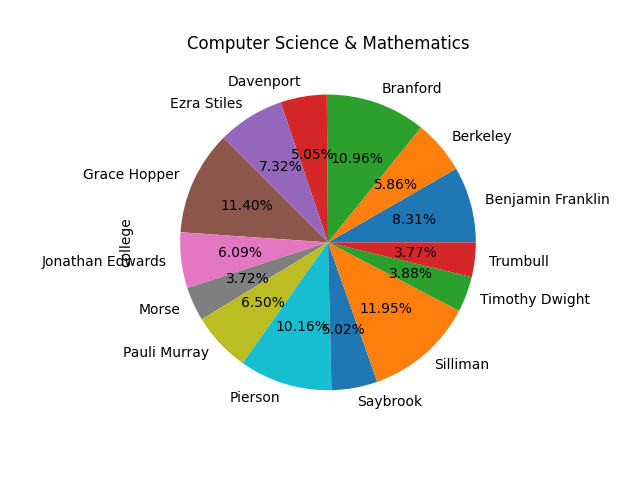 Computer Science & Mathematics
Davenport
Branford
Ezra Stiles
Berkeley
5.05%
10.96%
7.32%
Grace Hopper
5.86%
Benjamin Franklin
11.40%
8.31%
college
6.09%
3.77%
Jonathan Edwards
Trumbull
3.72%
3.88%
Timothy Dwight
Morse
6.50%
11.95%
10.16%
5.02%
Pauli Murray
Silliman
Pierson
Saybrook